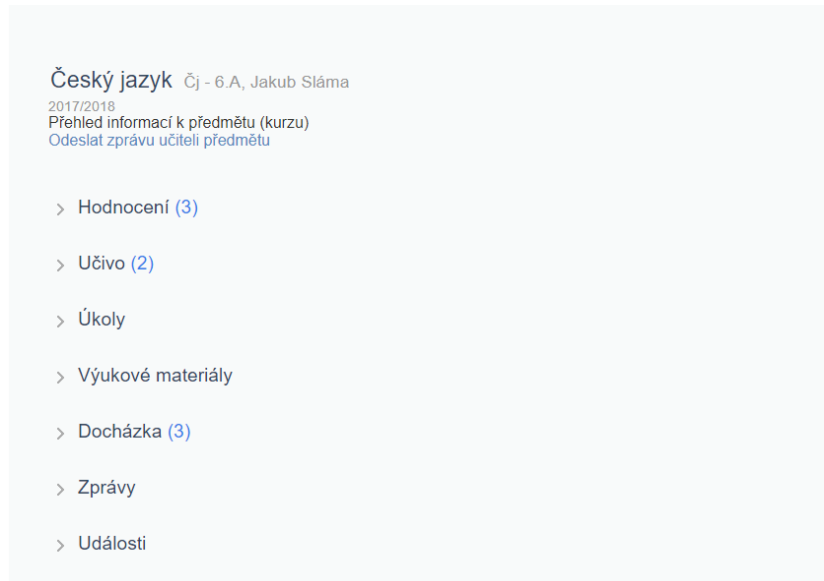 Český jazyk Čj - 6.A, Jakub Sláma
2017/2018
Přehled informací k předmětu (kurzu)
Odeslat zprávu učiteli předmětu
Hodnocení (3)
Učivo (2)
Úkoly
Výukové materiály
Docházka (3)
Zprávy
Události